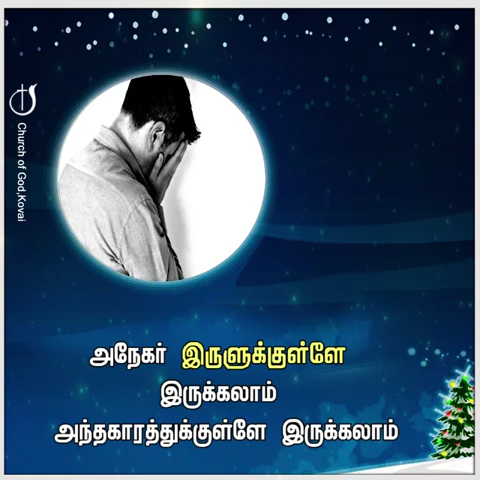 Church of God,Kovai
அநேகர் இருளுக்குள்ளே
இருக்கலாம்
அந்தகாரத்துக்குள்ளே இருக்கலாம்